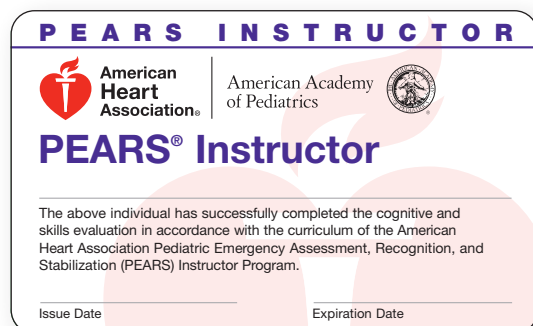 PEARS INSTRUCTOR
American
Heart
Association®
American Academy
of Pediatrics
PEARS® Instructor
The above individual has successfully completed the cognitive and
skills evaluation in accordance with the curriculum of the American
Heart Association Pediatric Emergency Assessment, Recognition, and
Stabilization (PEARS) Instructor Program.
Issue Date
Expiration Date